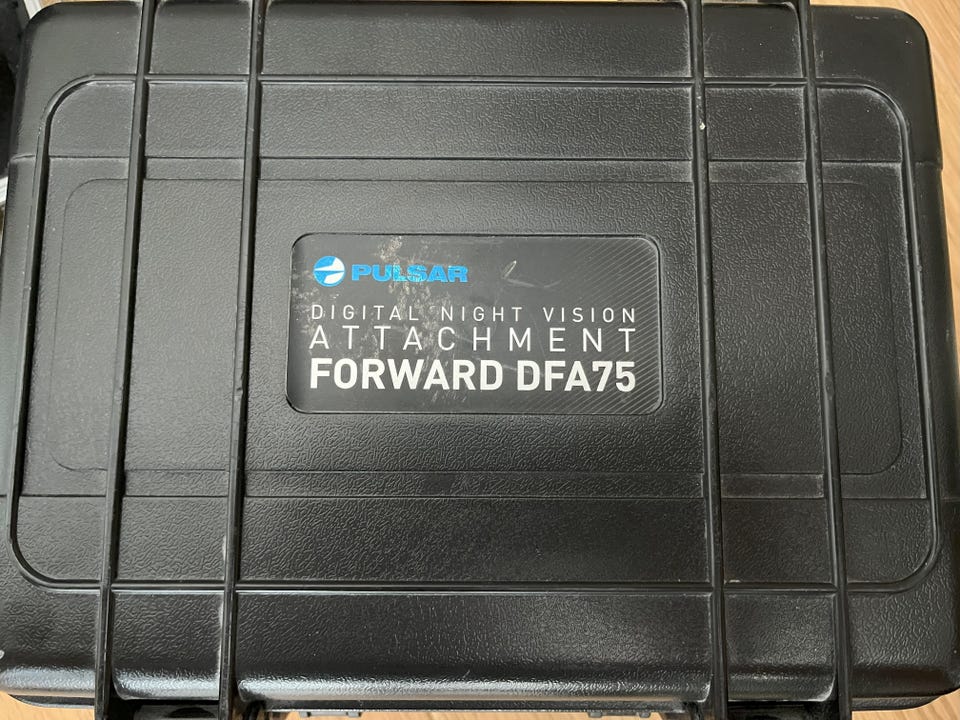 PULSAR
DIGITAL NIGHT VISION
ATTACHMENT
FORWARD DFA75